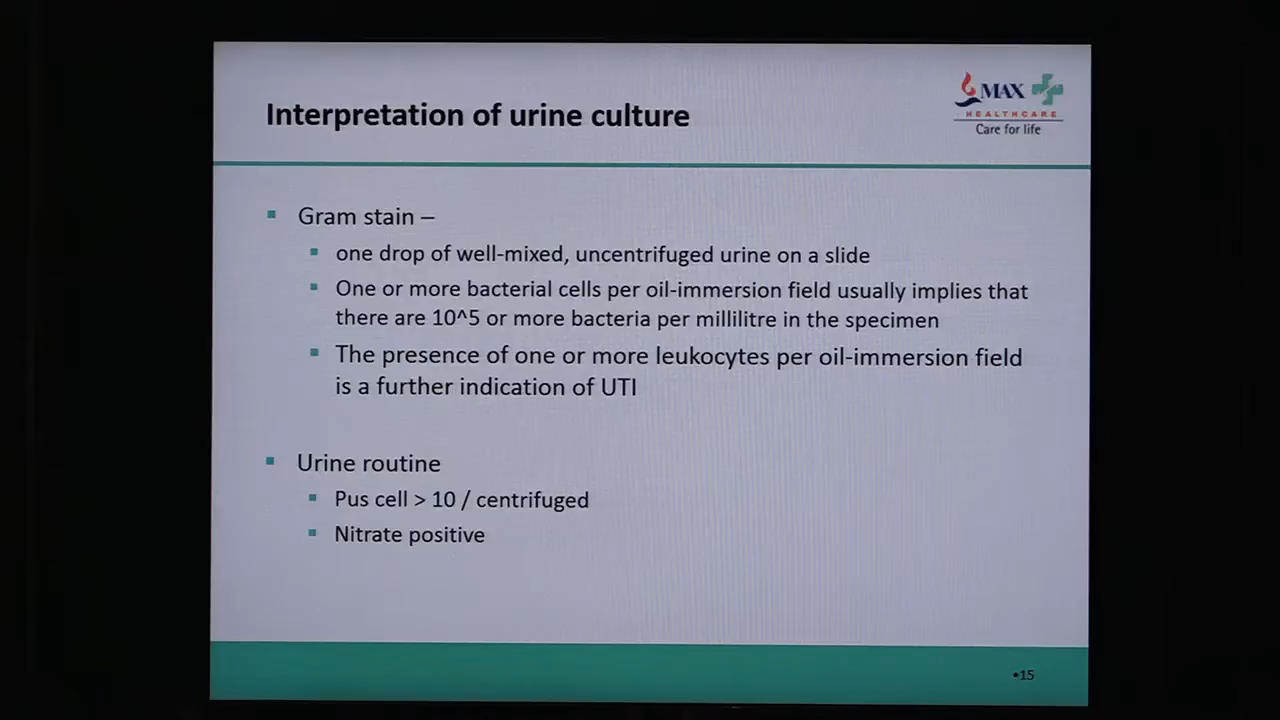 Interpretation of urine culture
MAX
HEALTHCARE
Care for life
Gram stain –
one drop of well-mixed, uncentrifuged urine on a slide
One or more bacterial cells per oil-immersion field usually implies that
there are 10^5 or more bacteria per millilitre in the specimen
The presence of one or more leukocytes per oil-immersion field
is a further indication of UTI
Urine routine
Pus cell > 10 / centrifuged
Nitrate positive
•15